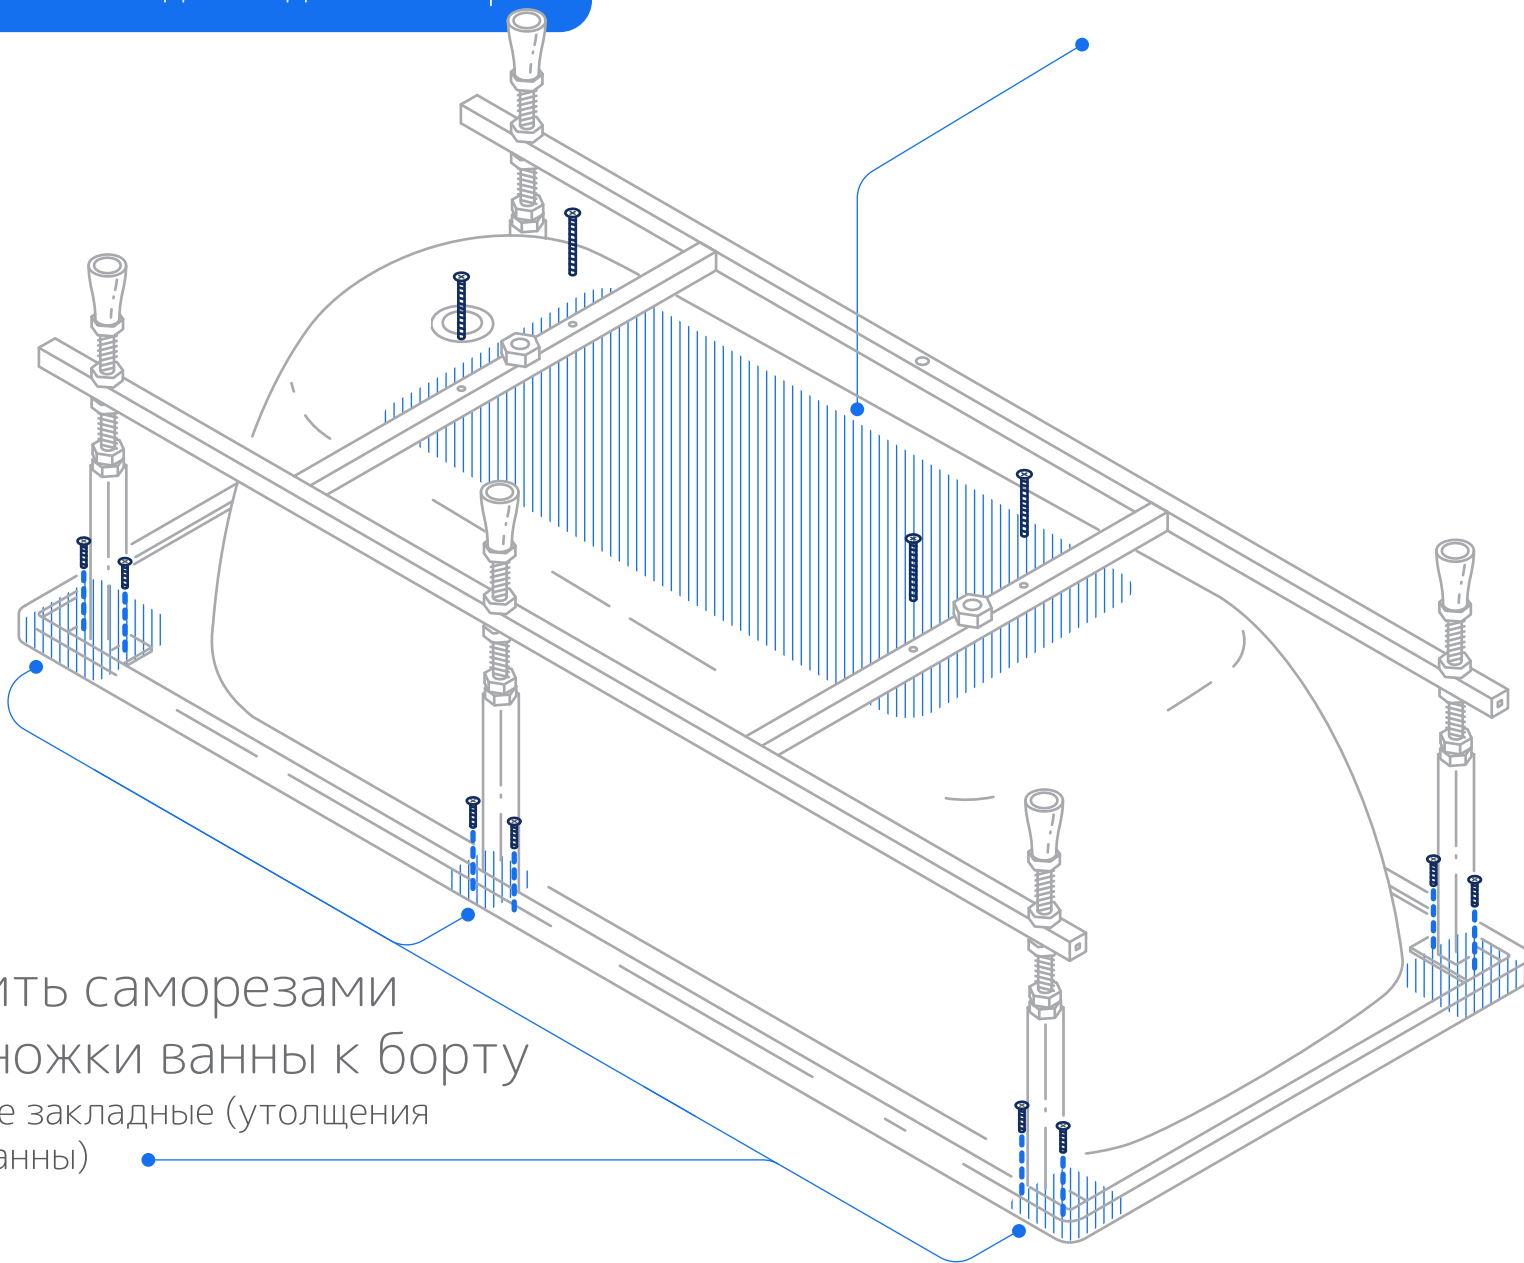 ить саморезами
ножки ванны к борту
е закладные (утолщения
анны)